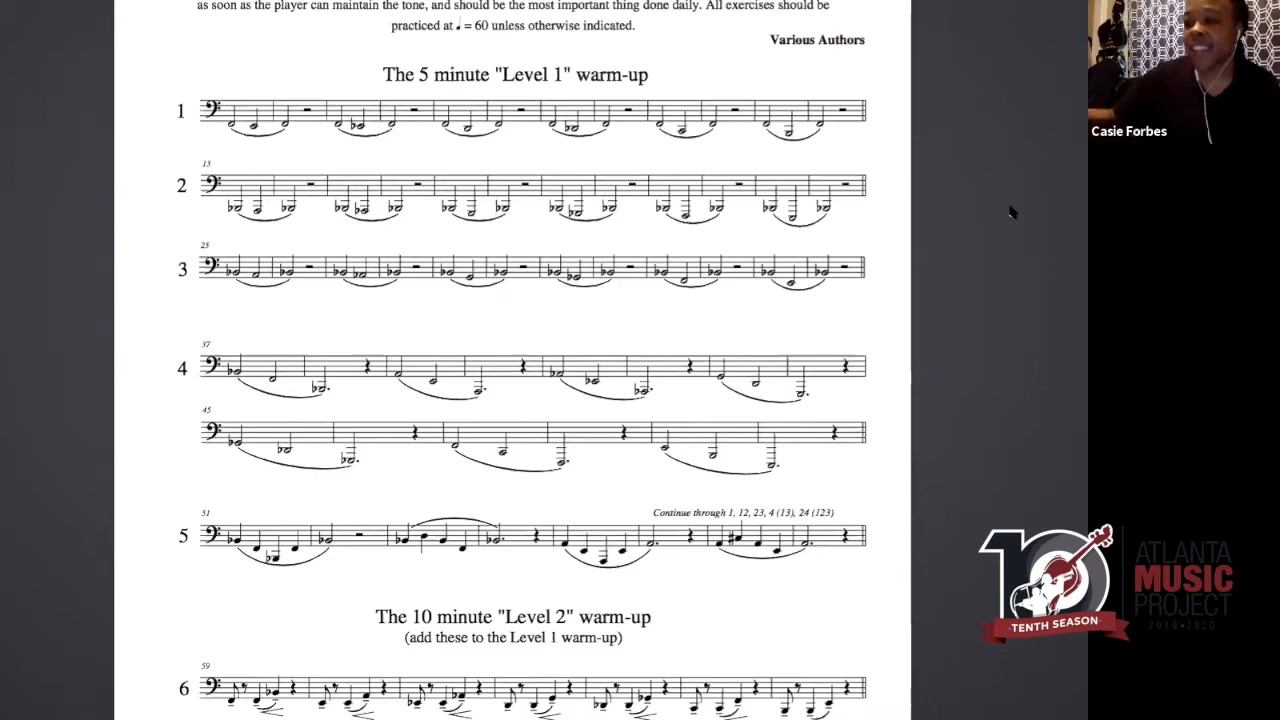 as soon as the player can maintain the tone, and should be the most important thing done daily. All exercises should be
practiced at ♩ = 60 unless otherwise indicated.
Various Authors
The 5 minute "Level 1" warm-up
1
13
2
25
3
37
4
45
51
Continue through 1, 12, 23, 4 (13), 24 (123)
5
The 10 minute "Level 2" warm-up
(add these to the Level 1 warm-up)
59
6
Casie Forbes
10
TENTH SEASON
ATLANTA
MUSIC
PROJECT
2010•2020